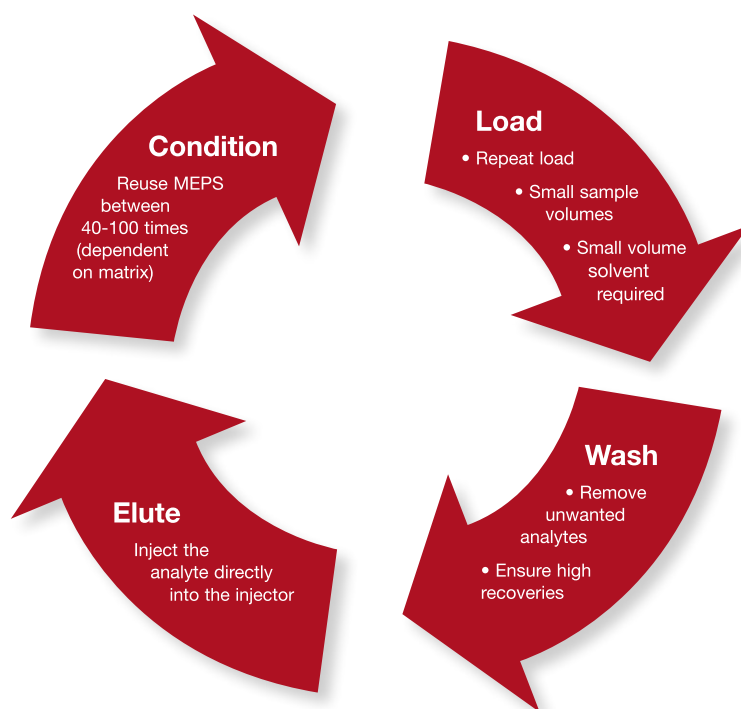 Condition
Reuse MEPS
between
40-100 times
(dependent
on matrix)
Load
• Repeat load
• Small sample
volumes
• Small volume
solvent
required
Wash
• Remove
unwanted
analytes
• Ensure high
recoveries
Elute
Inject the
analyte directly
into the injector